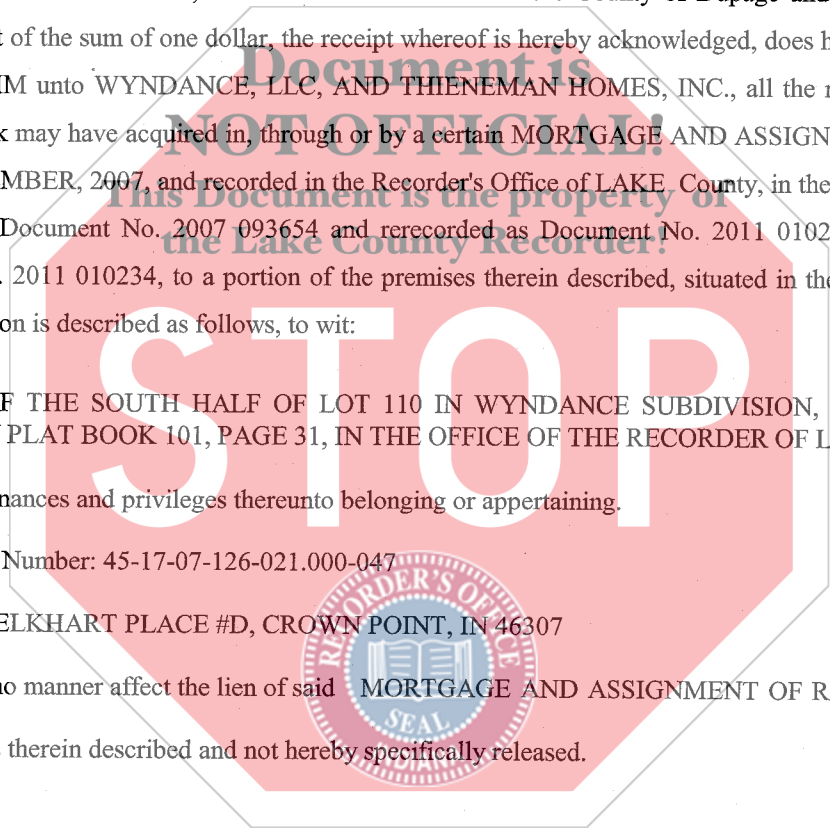 County of Dupage and
of the sum of one dollar, the receipt whereof is hereby acknowledged, does h
IM unto WYNDANCE, LLC, AND THIENEMAN HOMES, INC., all the r
k may have acquired in, through or by a certain MORTGAGE AND ASSIGN
MBER, 2007, and recorded in the Recorder's Office of LAKE County, in the
Document No. 2007 093654 and rerecorded as Document No. 2011 0102
. 2011 010234, to a portion of the premises therein described, situated in the
on is described as follows, to wit:
F THE SOUTH HALF OF LOT 110 IN WYNDANCE SUBDIVISION,
PLAT BOOK 101, PAGE 31, IN THE OFFICE OF THE RECORDER OF L
nances and privileges thereunto belonging or appertaining.
Number: 45-17-07-126-021.000-047
ELKHART PLACE #D, CROWN POINT, IN 46307
no manner affect the lien of said MORTGAGE AND ASSIGNMENT OF R
therein described and not hereby specifically released.
Document is
NOT OFFICIAL!
This Document is the property of
the Lake County Recorder!
STOP
RECORDER'S OFFICE
SEAL
INDIANA